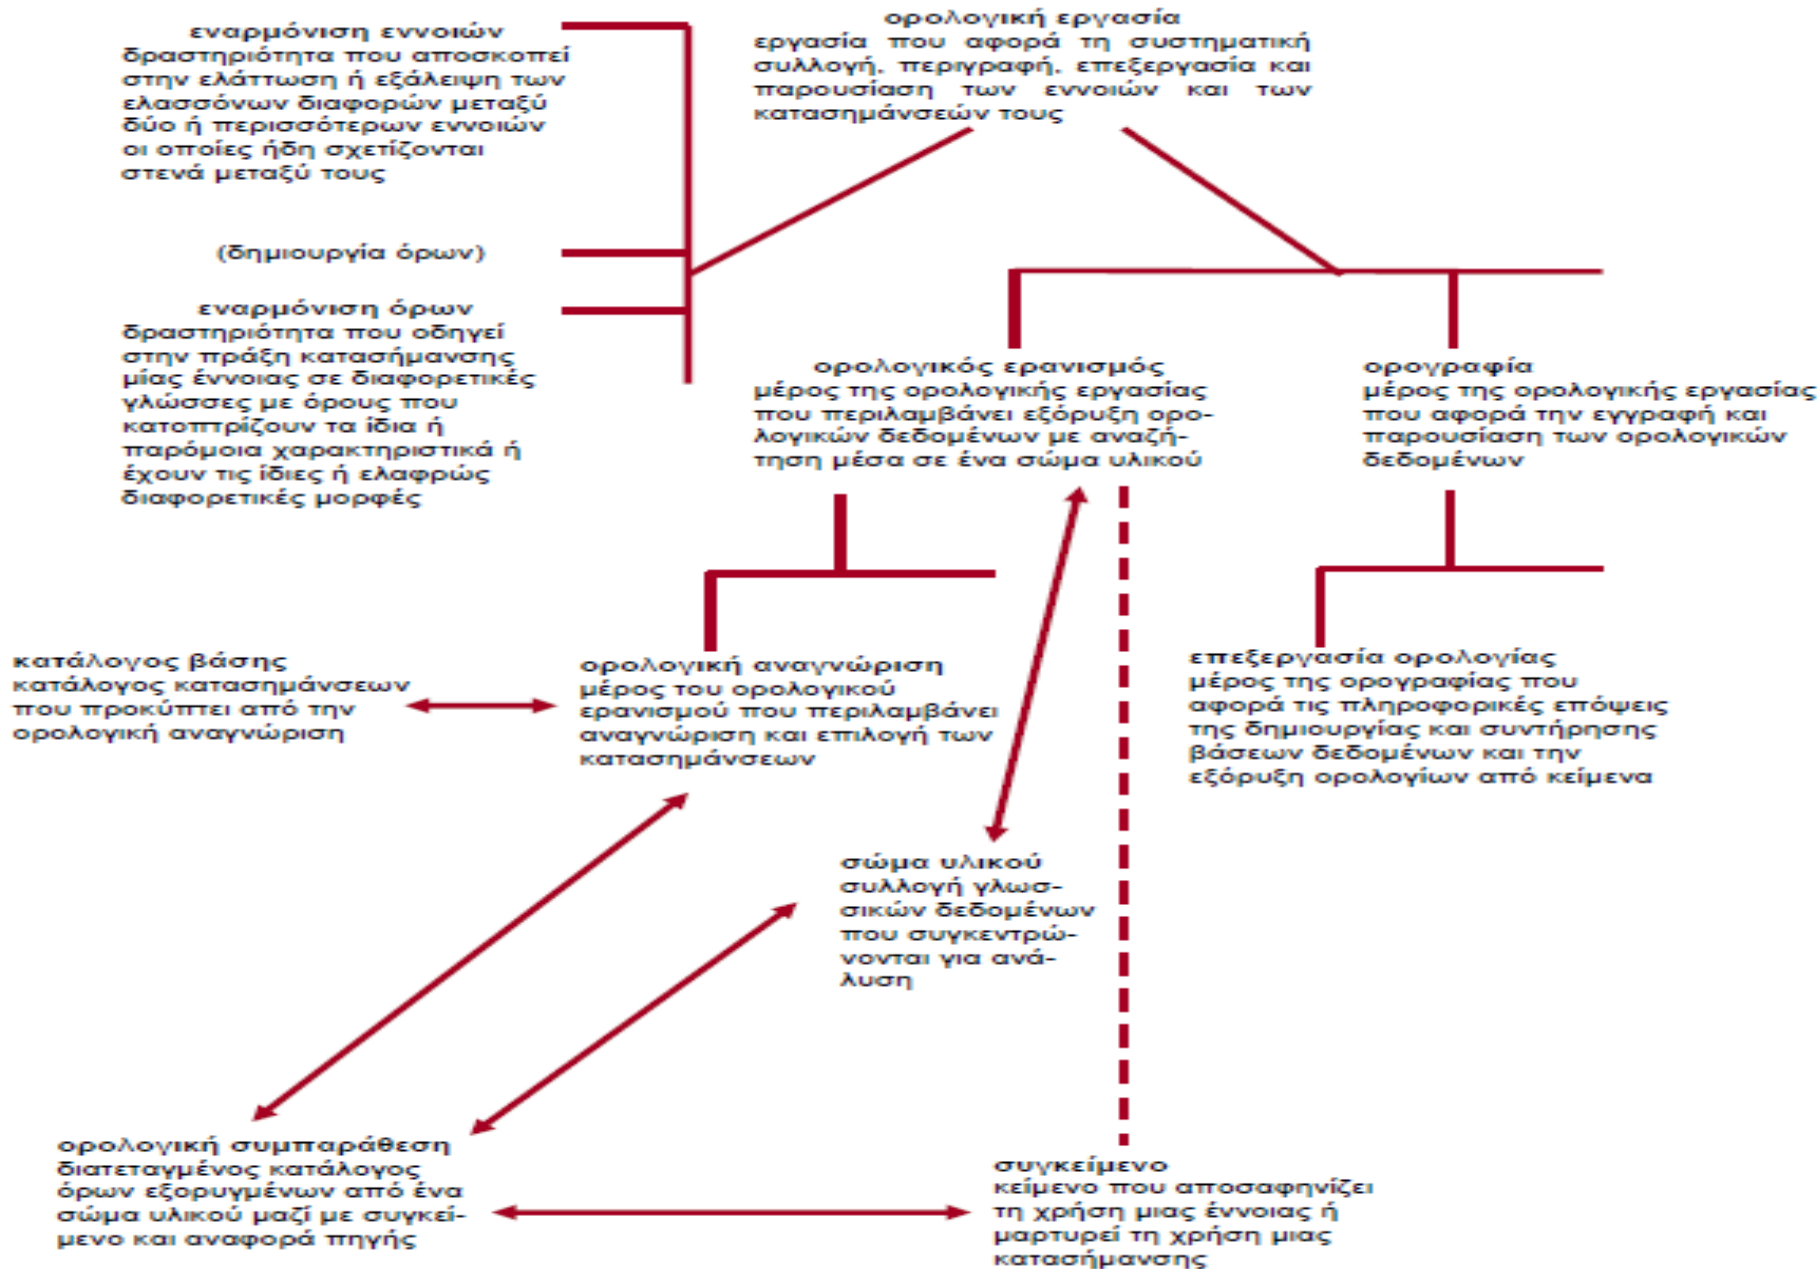 εναρμόνιση εννοιών
δραστηριότητα που αποσκοπεί
στην ελάττωση ή εξάλειψη των
ελασσόνων διαφορών μεταξύ
δύο ή περισσότερων εννοιών
οι οποίες ήδη σχετίζονται
στενά μεταξύ τους
ορολογική εργασία
εργασία που αφορά τη συστηματική
συλλογή, περιγραφή, επεξεργασία και
παρουσίαση των εννοιών και των
κατασημάνσεών τους
(δημιουργία όρων)
εναρμόνιση όρων
δραστηριότητα που οδηγεί
στην πράξη κατασήμανσης
μίας έννοιας σε διαφορετικές
γλώσσες με όρους που
κατοπτρίζουν τα ίδια ή
παρόμοια χαρακτηριστικά ή
έχουν τις ίδιες ή ελαφρώς
διαφορετικές μορφές
ορολογικός ερανισμός
μέρος της ορολογικής εργασίας
που περιλαμβάνει εξόρυξη ορο-
λογικών δεδομένων με αναζή-
τηση μέσα σε ένα σώμα υλικού
ορογραφία
μέρος της ορολογικής εργασίας
που αφορά την εγγραφή και
παρουσίαση των ορολογικών
δεδομένων
κατάλογος βάσης
κατάλογος κατασημάνσεων
που προκύπτει από την
ορολογική αναγνώριση
ορολογική αναγνώριση
μέρος του ορολογικού
ερανισμού που περιλαμβάνει
αναγνώριση και επιλογή των
κατασημάνσεων
επεξεργασία ορολογίας
μέρος της ορογραφίας που
αφορά τις πληροφορικές επόψεις
της δημιουργίας και συντήρησης
βάσεων δεδομένων και την
εξόρυξη ορολογίων από κείμενα
σώμα υλικού
συλλογή γλωσ-
σικών δεδομένων
που συγκεντρώ-
νονται για ανά-
λυση
ορολογική συμπαράθεση
διατεταγμένος κατάλογος
όρων εξορυγμένων από ένα
σώμα υλικού μαζί με συγκεί-
μενο και αναφορά πηγής
συγκείμενο
κείμενο που αποσαφηνίζει
τη χρήση μιας έννοιας ή
μαρτυρεί τη χρήση μιας
κατασήμανσης